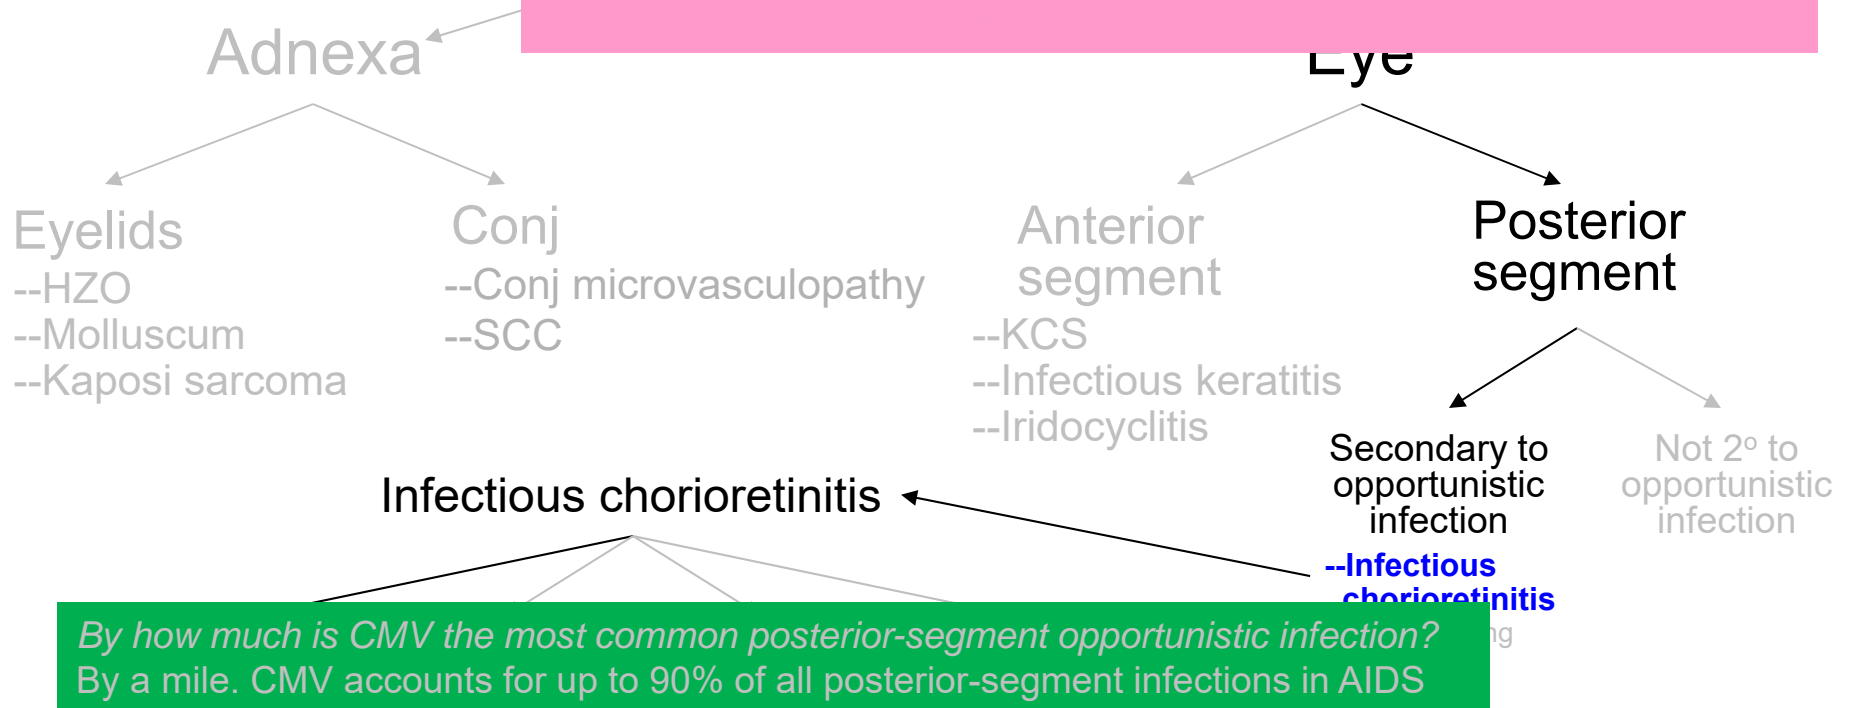 Adnexa
Eye
Eyelids
--HZO
--Molluscum
--Kaposi sarcoma
Conj
--Conj microvasculopathy
--SCC
Anterior
segment
--KCS
--Infectious keratitis
--Iridocyclitis
Posterior
segment
Secondary to
opportunistic
infection
--Infectious
chorioretinitis
Not 2º to
opportunistic
infection
Infectious chorioretinitis
By how much is CMV the most common posterior-segment opportunistic infection?
By a mile. CMV accounts for up to 90% of all posterior-segment infections in AIDS